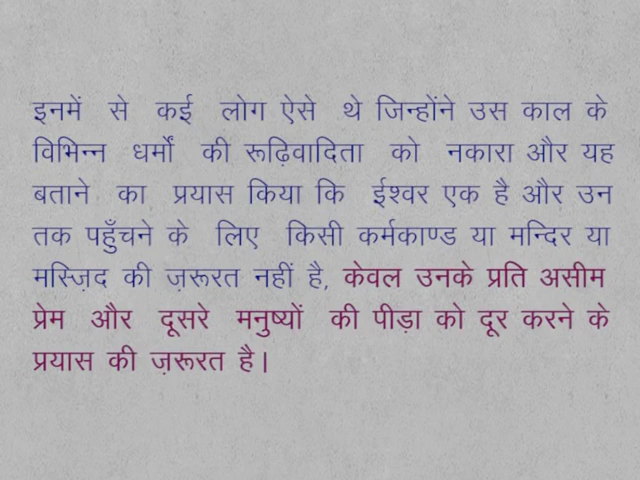 इनमें से कई लोग ऐसे थे जिन्होंने उस काल के
विभिन्न धर्मों की रूढ़िवादिता को नकारा और यह
बताने का प्रयास किया कि ईश्वर एक है और उन
तक पहुँचने के लिए किसी कर्मकाण्ड या मन्दिर या
मस्ज़िद की ज़रूरत नहीं है, केवल उनके प्रति असीम
प्रेम और दूसरे मनुष्यों की पीड़ा को दूर करने के
प्रयास की ज़रूरत है।